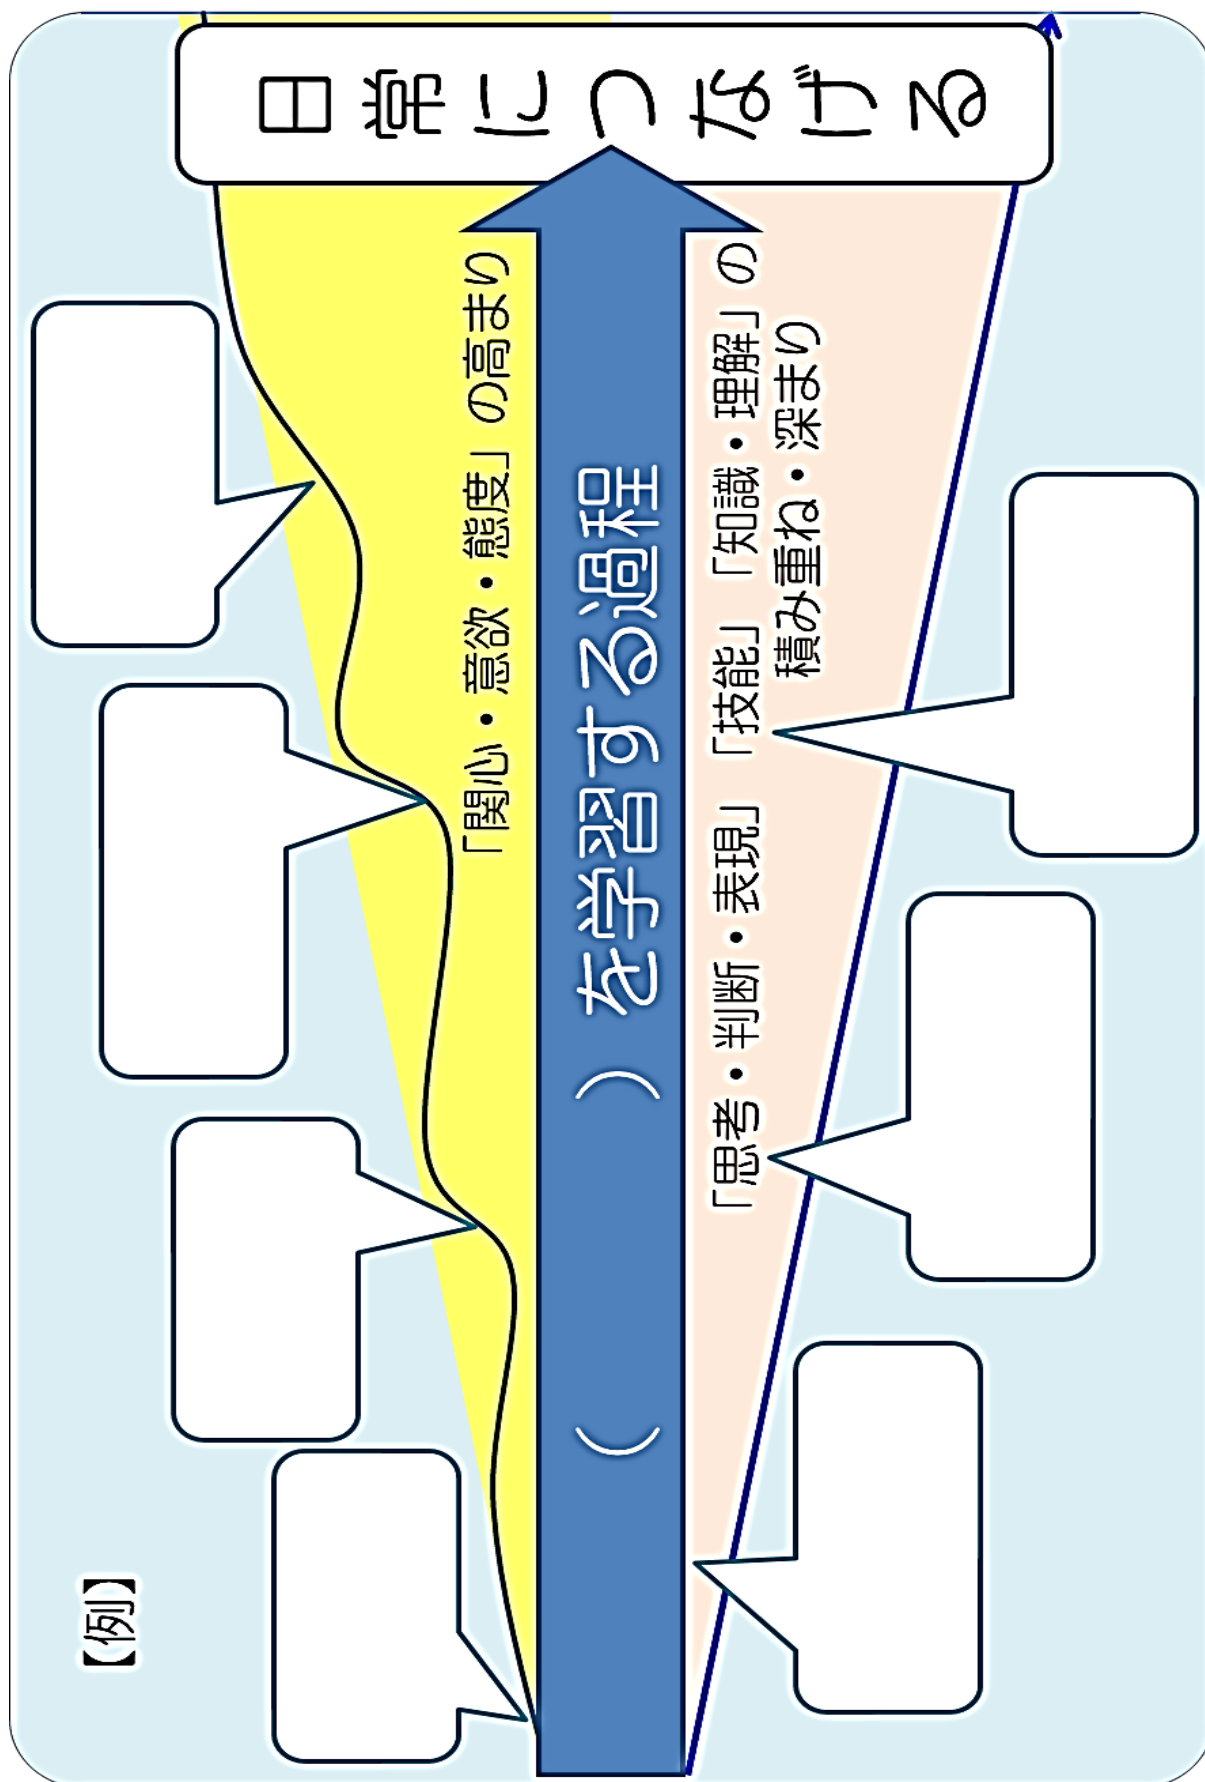 【例】
「関心・意欲・態度」の高まり
(　　　)を学習する過程
「思考・判断・表現」「技能」「知識・理解」の
積み重ね・深まり
日常につなげる